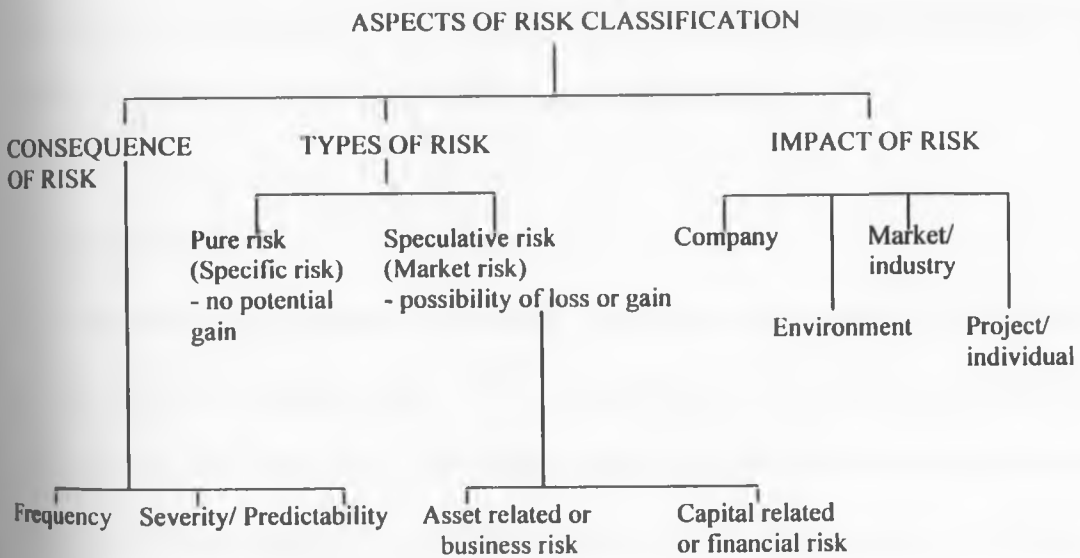 ASPECTS OF RISK CLASSIFICATION
CONSEQUENCE
OF RISK
TYPES OF RISK
IMPACT OF RISK
Pure risk
(Specific risk)
- no potential
gain
Speculative risk
(Market risk)
- possibility of loss or gain
Company
Market/
industry
Environment
Project/
individual
Frequency
Severity/ Predictability
Asset related or
business risk
Capital related
or financial risk